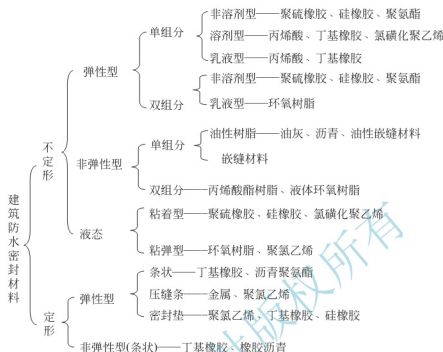 非溶剂型——聚硫橡胶、硅橡胶、聚氨酯
单组分
溶剂型——丙烯酸、丁基橡胶、氯磺化聚乙烯
乳液型——丙烯酸、丁基橡胶
弹性型
非溶剂型——聚硫橡胶、硅橡胶、聚氨酯
双组分
乳液型——环氧树脂
不定形
油性树脂——油灰、沥青、油性嵌缝材料
单组分
嵌缝材料
非弹性型
双组分——丙烯酸酯树脂、液体环氧树脂
建筑防水密封材料
粘着型——聚硫橡胶、硅橡胶、氯磺化聚乙烯
液态
粘弹型——环氧树脂、聚氯乙烯
条状——丁基橡胶、沥青聚氨酯
弹性型
压缝条——金属、聚氯乙烯
定形
密封垫——聚氯乙烯、丁基橡胶、硅橡胶
非弹性型(条状)——丁基橡胶、橡胶沥青
版权所有